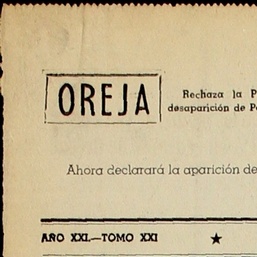 OREJA
Rechaza la
desaparición de
Ahora declarará la aparición de
AÑO XXI.—TOMO XXI